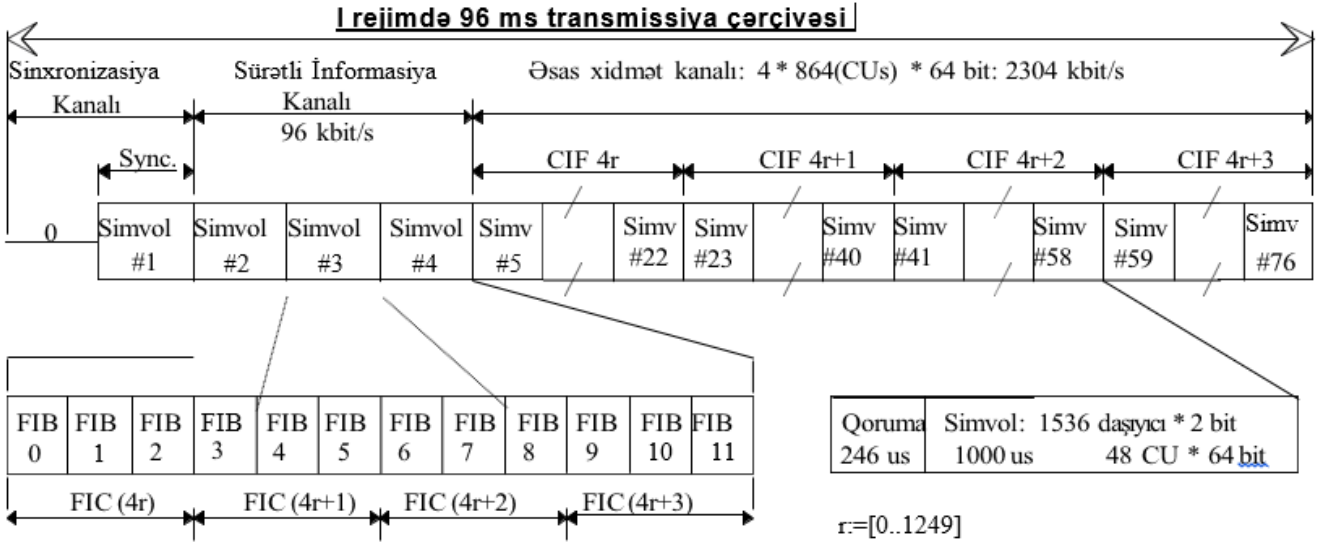 I rejimdə 96 ms transmissiya çərçivəsi
Sinxronizasiya
Kanalı
Sürətli İnformasiya
Kanalı
96 kbit/s
Əsas xidmət kanalı: 4 * 864(CUs) * 64 bit: 2304 kbit/s
Sync.
CIF 4r
CIF 4r+1
CIF 4r+2
CIF 4r+3
0
Simvol
#1
Simvol
#2
Simvol
#3
Simvol
#4
Simv
#5
Simv
#22
Simv
#23
Simv
#40
Simv
#41
Simv
#58
Simv
#59
Simv
#76
FIB
0
FIB
1
FIB
2
FIB
3
FIB
4
FIB
5
FIB
6
FIB
7
FIB
8
FIB
9
FIB
10
FIB
11
FIC (4r)
FIC (4r+1)
FIC (4r+2)
FIC (4r+3)
Qoruma
246 us
Simvol: 1536 daşıyıcı * 2 bit
1000 us 48 CU * 64 bit
r:=[0..1249]